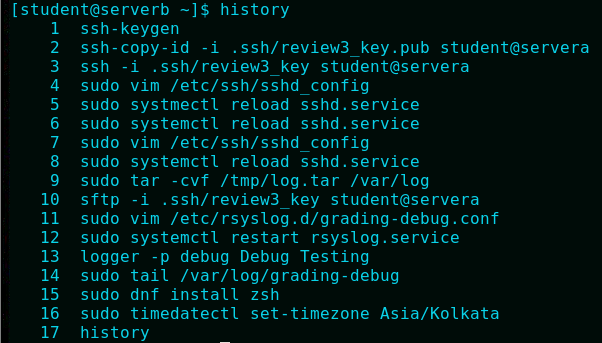 [student@serverb ~]$ history
1 ssh-keygen
2 ssh-copy-id -i .ssh/review3_key.pub student@servera
3 ssh -i .ssh/review3_key student@servera
4 sudo vim /etc/ssh/sshd_config
5 sudo systmectl reload sshd.service
6 sudo systemctl reload sshd.service
7 sudo vim /etc/ssh/sshd_config
8 sudo systemctl reload sshd.service
9 sudo tar -cvf /tmp/log.tar /var/log
10 sftp -i .ssh/review3_key student@servera
11 sudo vim /etc/rsyslog.d/grading-debug.conf
12 sudo systemctl restart rsyslog.service
13 logger -p debug Debug Testing
14 sudo tail /var/log/grading-debug
15 sudo dnf install zsh
16 sudo timedatectl set-timezone Asia/Kolkata
17 history